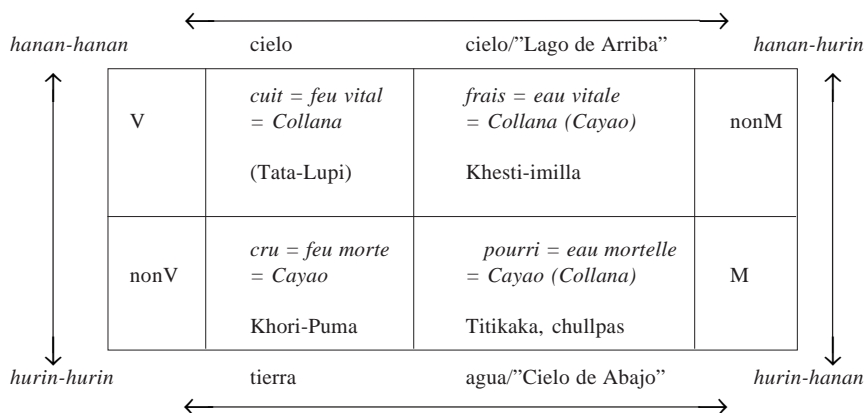 cielo cielo/”Lago de Arriba”
hanan-hanan hanan-hurin
cuit = feu vital frais = eau vitale
V = Collana = Collana (Cayao) nonM
(Tata-Lupi) Khesti-imilla
cru = feu morte pourri = eau mortelle
nonV = Cayao = Cayao (Collana) M
Khori-Puma Titikaka, chullpas
hurin-hurin tierra agua/”Cielo de Abajo” hurin-hanan